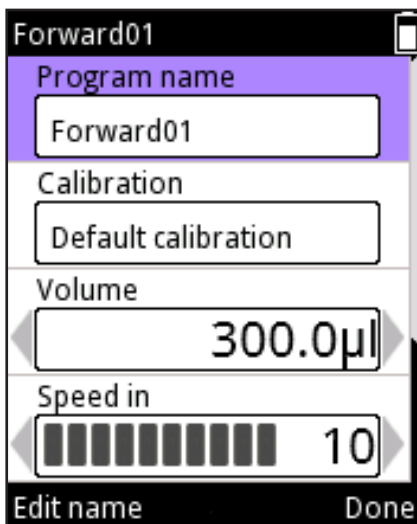 Forward01
Program name
Forward01
Calibration
Default calibration
Volume
300.0µl
Speed in
10
Edit name Done